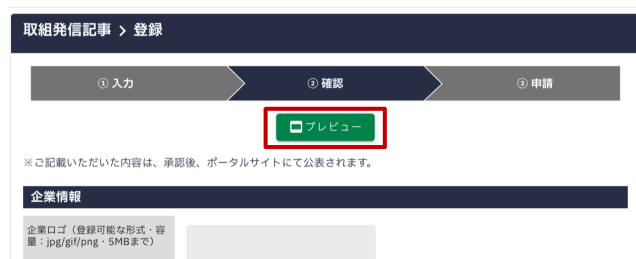 取組発信記事 > 登録
① 入力
② 確認
③ 申請
プレビュー
※ご記載いただいた内容は、承認後、ポータルサイトにて公表されます。
企業情報
企業ロゴ（登録可能な形式・容
量：jpg/gif/png・5MBまで）